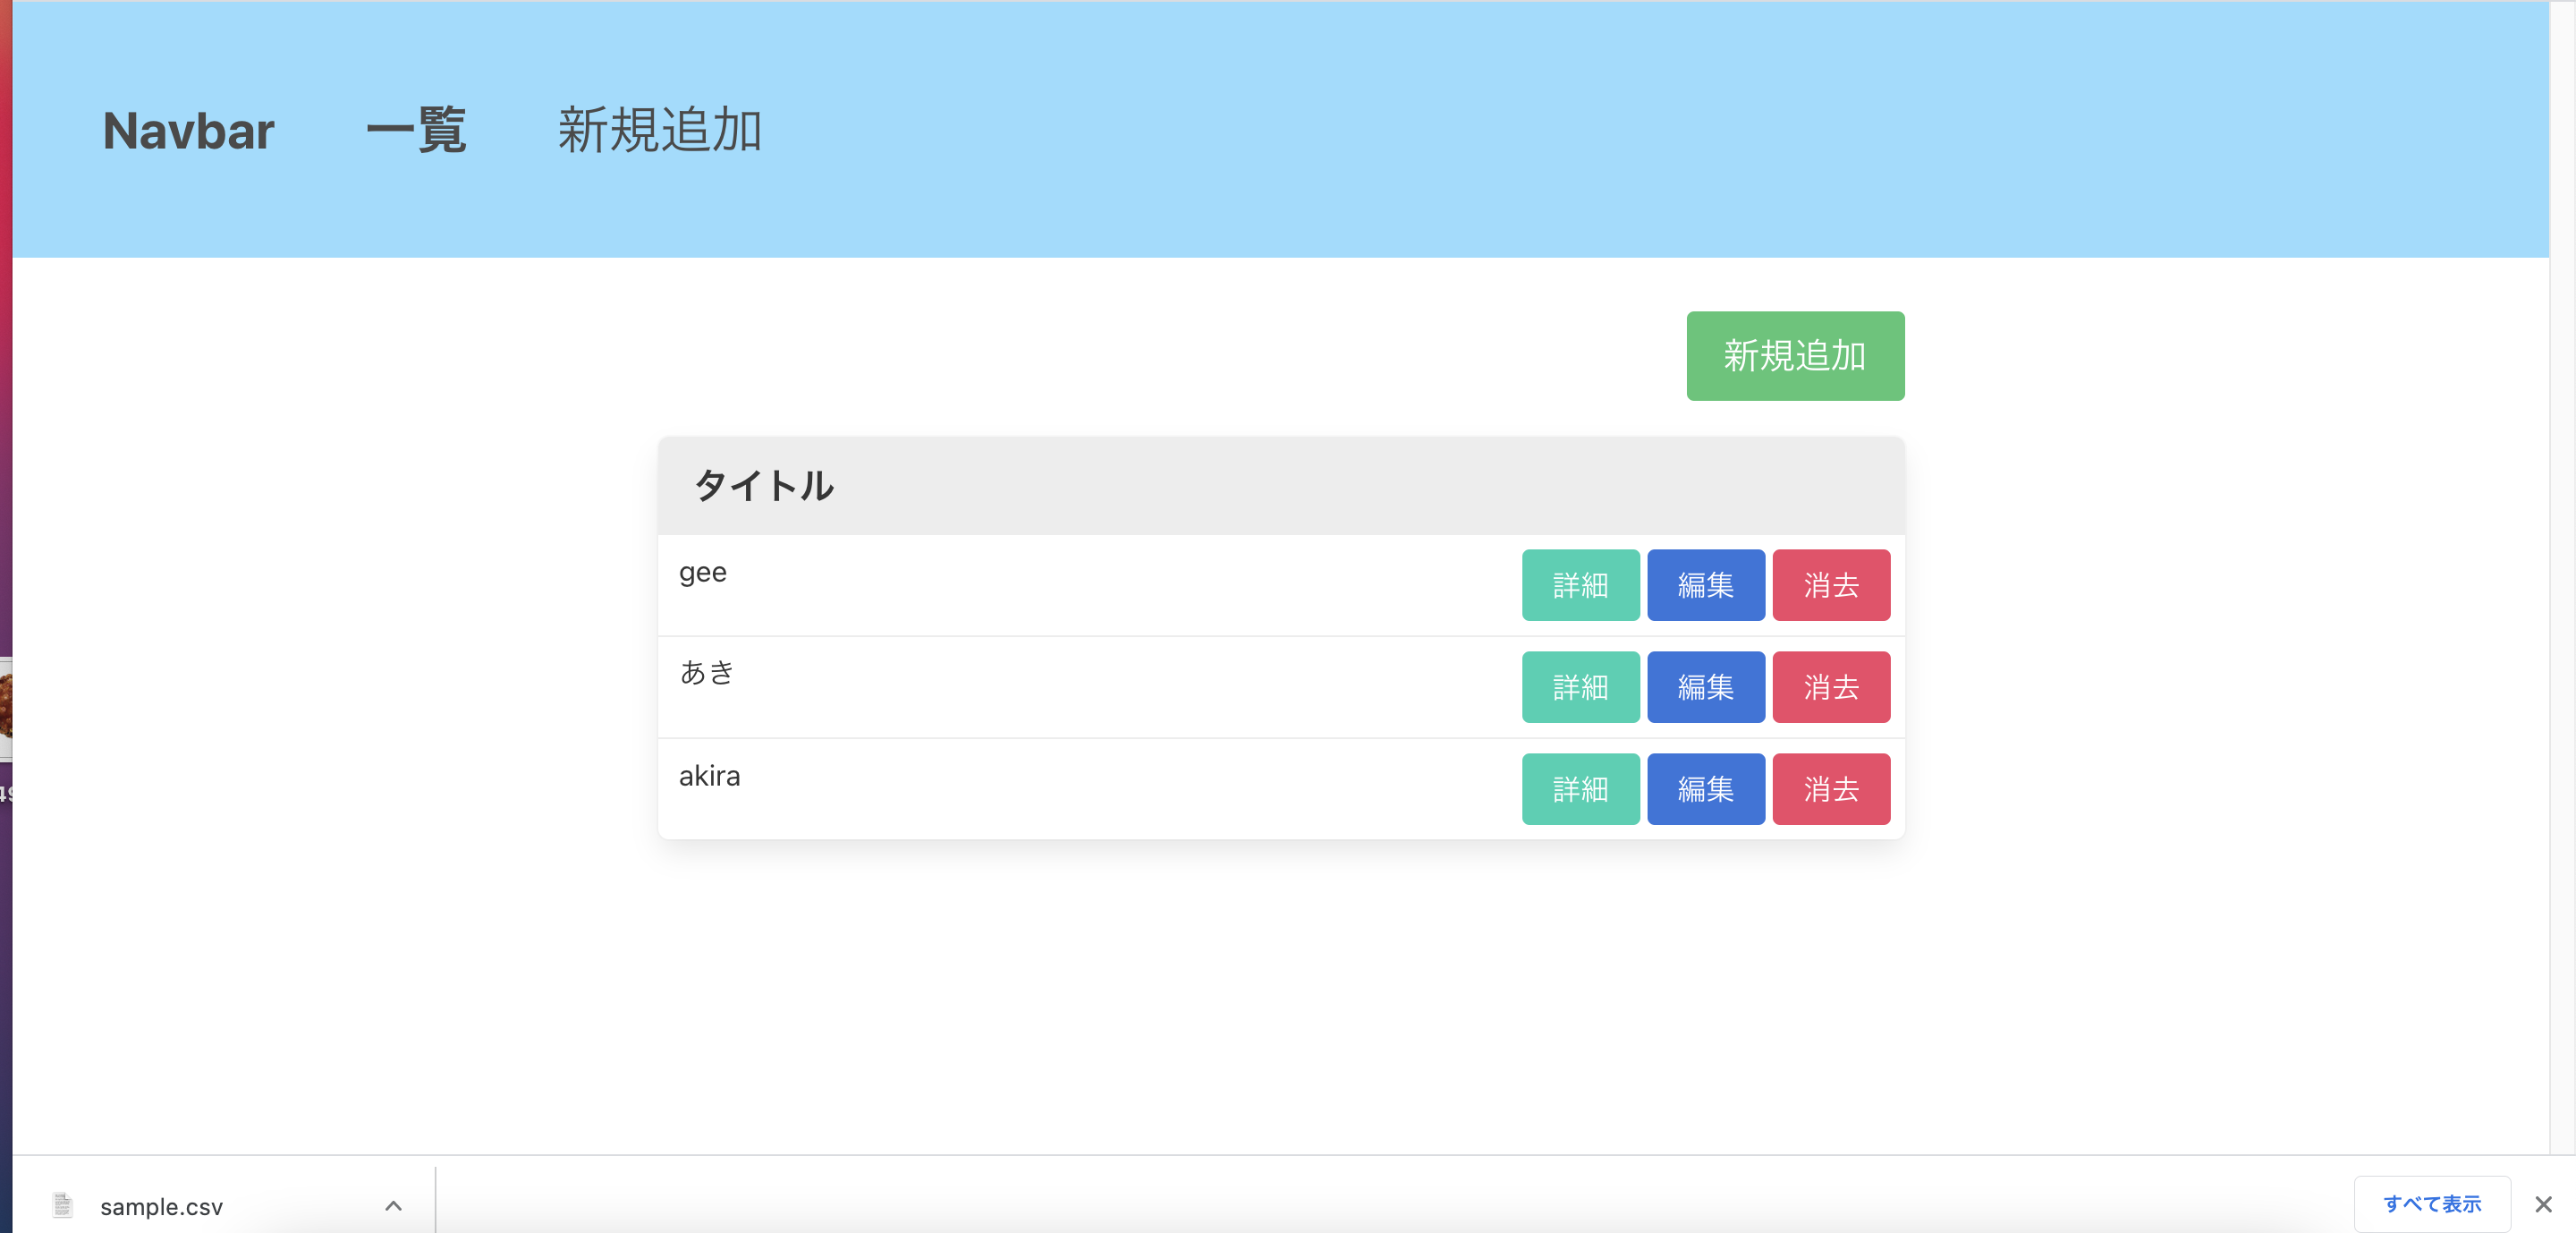 Navbar 一覧 新規追加
新規追加
タイトル
gee 詳細 編集 消去
あき 詳細 編集 消去
akira 詳細 編集 消去
sample.csv すべて表示